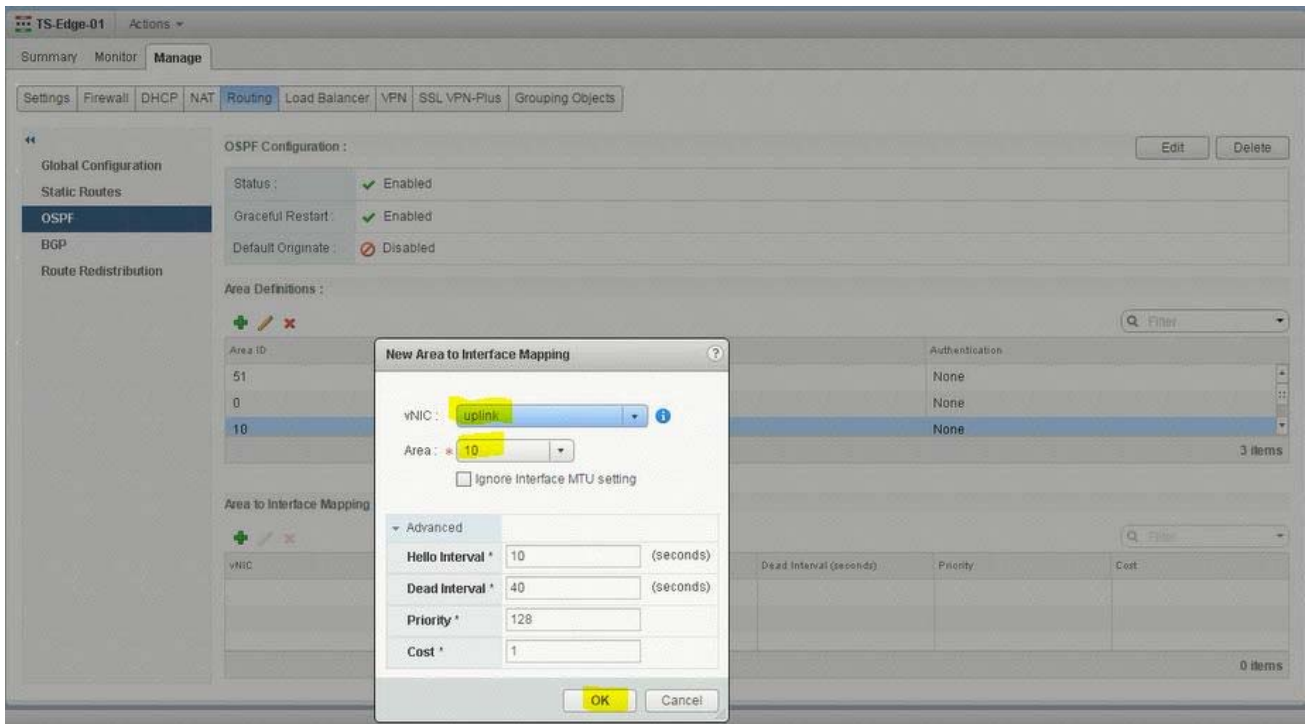 TS-Edge-01 Actions
Summary Monitor Manage
Settings Firewall DHCP NAT Routing Load Balancer VPN SSL VPN-Plus Grouping Objects
Global Configuration
Static Routes
OSPF
BGP
Route Redistribution
OSPF Configuration :
Edit Delete
Status : Enabled
Graceful Restart : Enabled
Default Originate : Disabled
Area Definitions :
Filter
Area ID Authentication
51 None
0 None
10 None
3 items
Area to Interface Mapping
Filter
vNIC Dead Interval (seconds) Priority Cost
0 items
New Area to Interface Mapping ?
vNIC : uplink
Area : * 10
Ignore Interface MTU setting
Advanced
Hello Interval * 10 (seconds)
Dead Interval * 40 (seconds)
Priority * 128
Cost * 1
OK Cancel